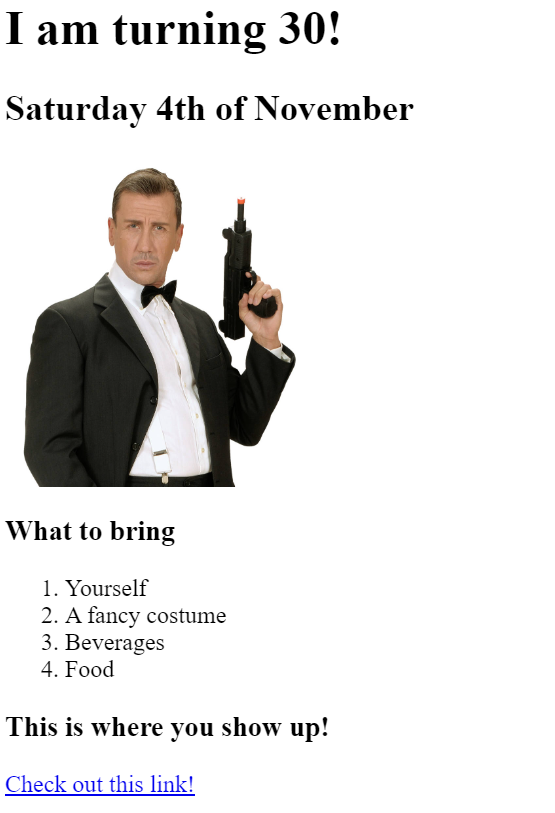 I am turning 30!
Saturday 4th of November
What to bring
1. Yourself
2. A fancy costume
3. Beverages
4. Food
This is where you show up!
Check out this link!